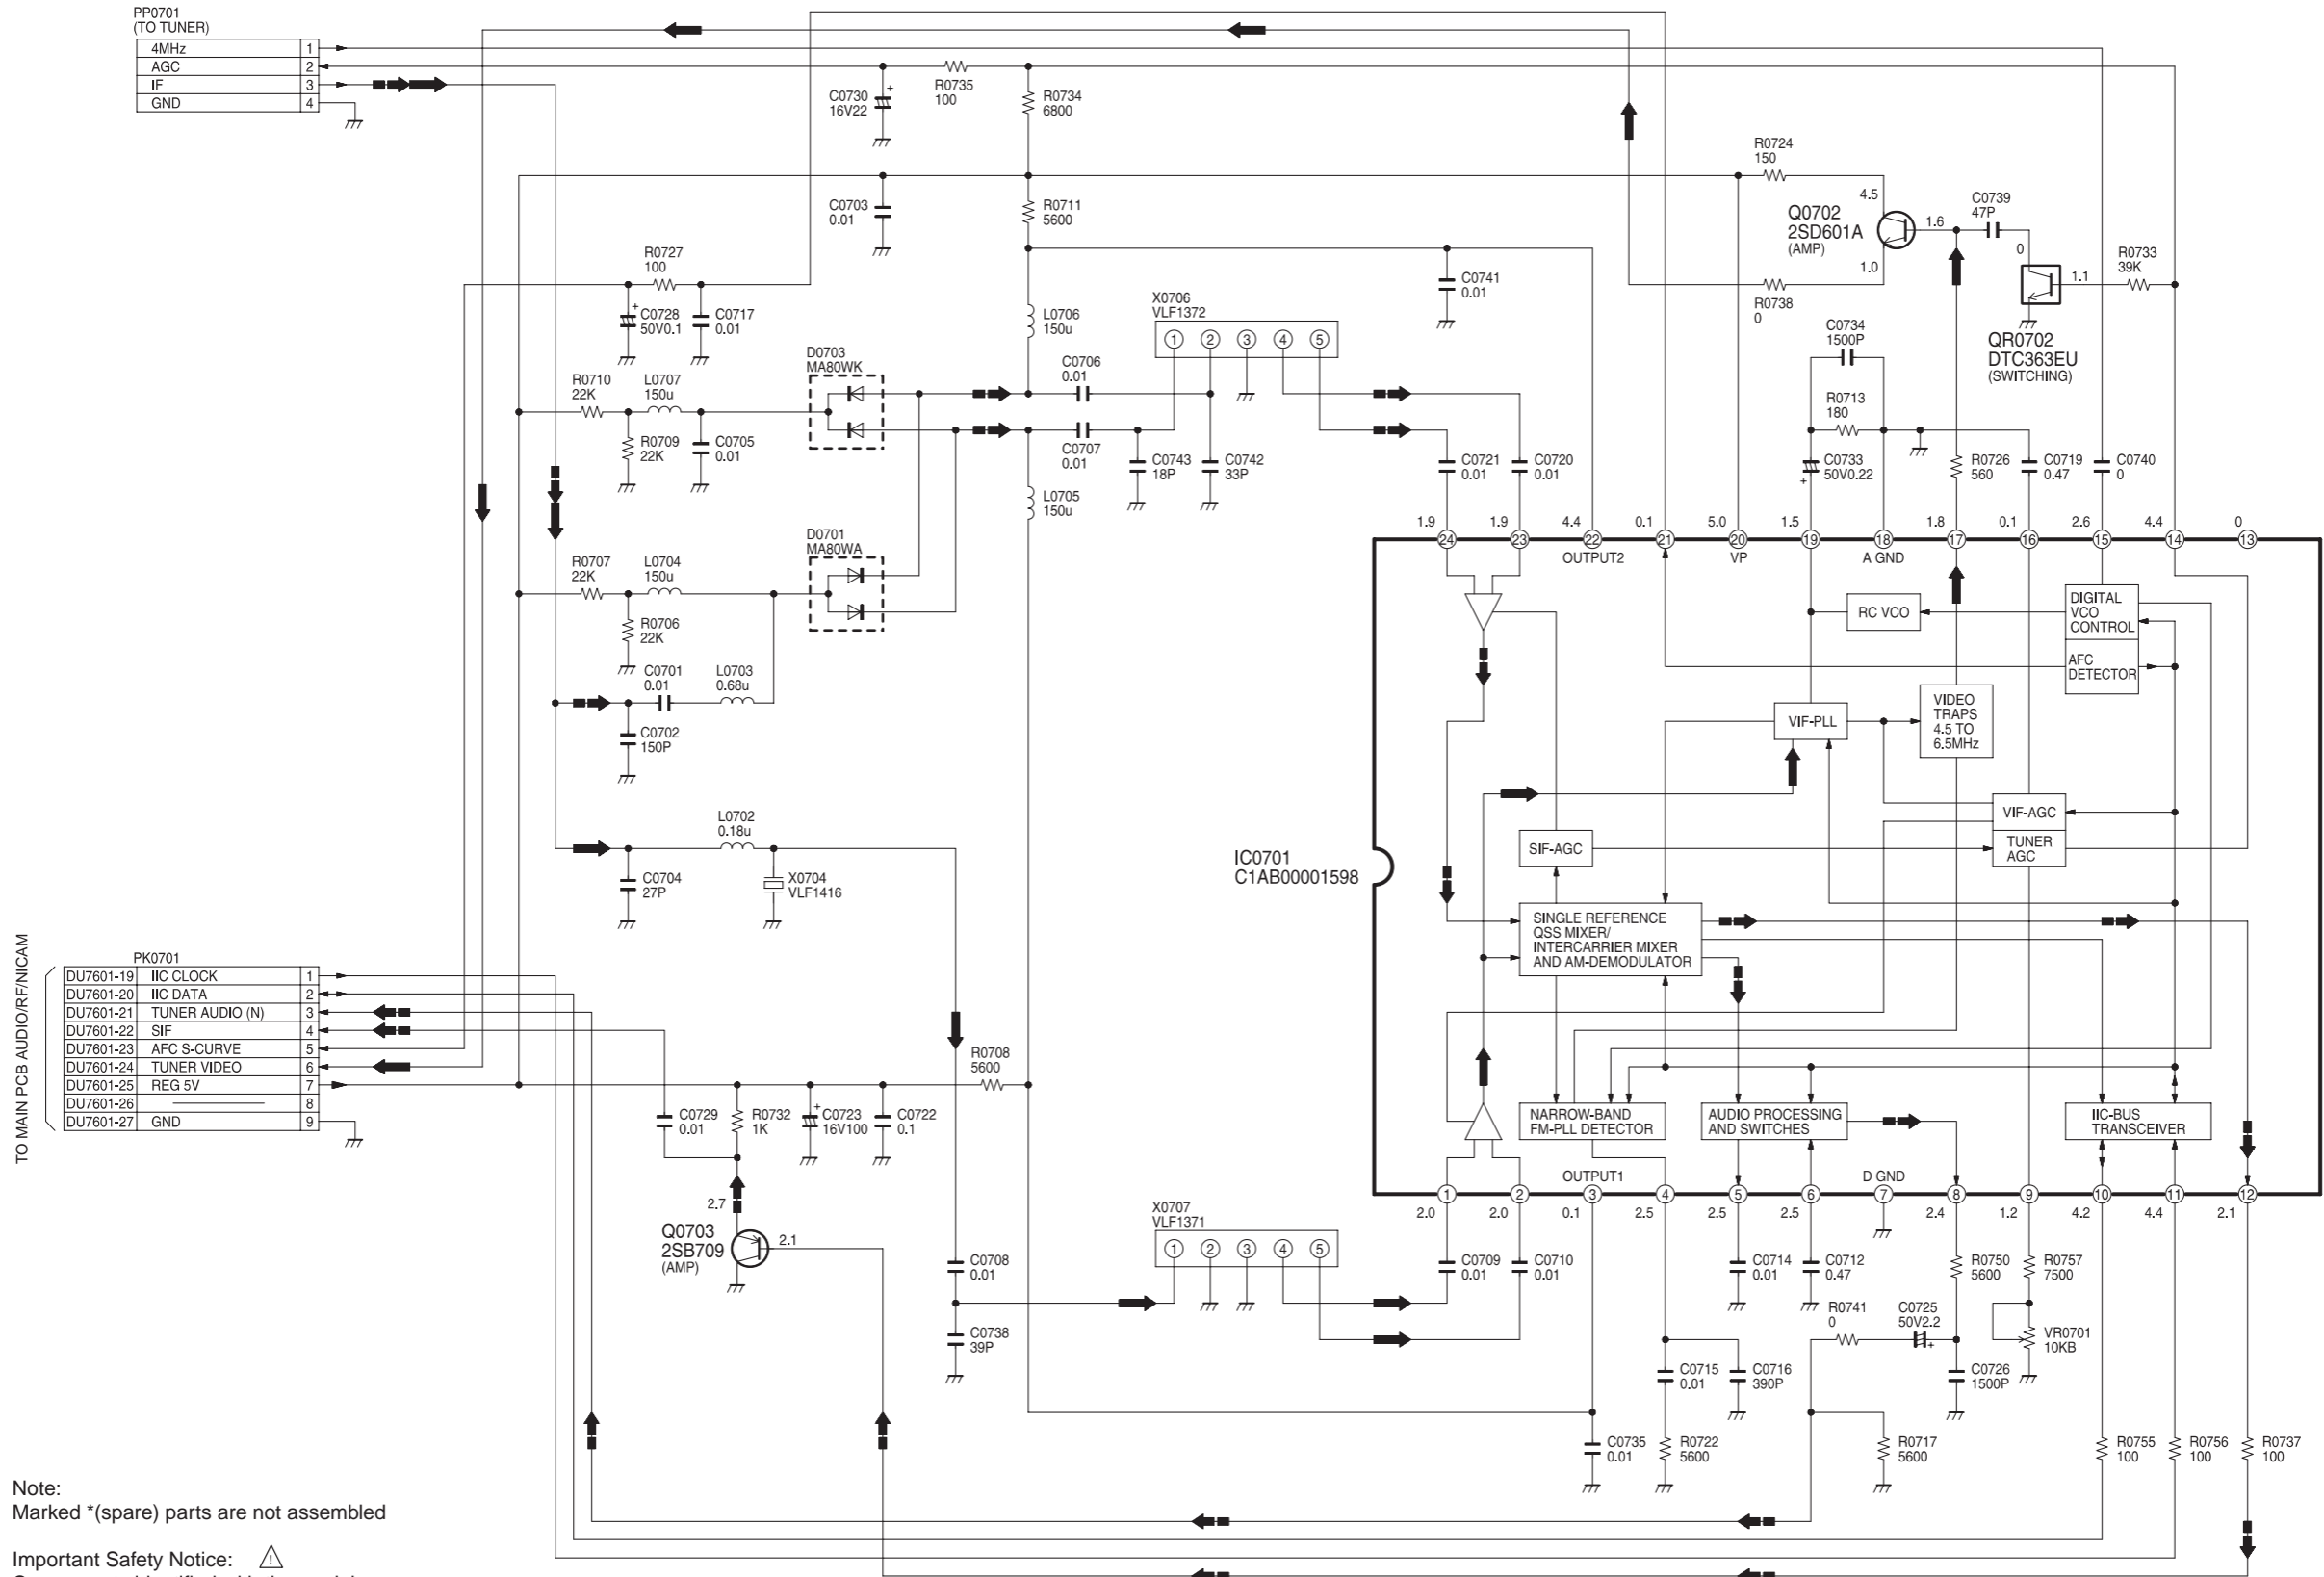 PP0701
(TO TUNER)
4MHz 1
AGC 2
IF 3
GND 4
C0730
16V22
+
R0735
100
R0734
6800
C0703
0.01
R0711
5600
R0724
150
4.5
Q0702
2SD601A
(AMP)
1.6
1.0
C0739
47P
0
1.1
R0733
39K
QR0702
DTC363EU
(SWITCHING)
R0738
0
R0727
100
+
C0728
50V0.1
C0717
0.01
L0706
150u
C0741
0.01
X0706
VLF1372
1 2 3 4 5
C0734
1500P
R0713
180
D0703
MA80WK
R0710
22K
L0707
150u
R0709
22K
C0705
0.01
C0706
0.01
C0707
0.01
C0743
18P
C0742
33P
C0721
0.01
C0720
0.01
C0733
50V0.22
+
R0726
560
C0719
0.47
C0740
0
L0705
150u
D0701
MA80WA
R0707
22K
L0704
150u
R0706
22K
C0701
0.01
L0703
0.68u
C0702
150P
1.9 1.9 4.4 0.1 5.0 1.5 1.8 0.1 2.6 4.4 0
24 23 22 21 20 19 18 17 16 15 14 13
OUTPUT2 VP A GND
RC VCO
DIGITAL
VCO
CONTROL
AFC
DETECTOR
VIF-PLL
VIDEO
TRAPS
4.5 TO
6.5MHz
VIF-AGC
TUNER
AGC
SIF-AGC
IC0701
C1AB00001598
SINGLE REFERENCE
QSS MIXER/
INTERCARRIER MIXER
AND AM-DEMODULATOR
L0702
0.18u
C0704
27P
X0704
VLF1416
TO MAIN PCB AUDIO/RF/NICAM
PK0701
DU7601-19 IIC CLOCK 1
DU7601-20 IIC DATA 2
DU7601-21 TUNER AUDIO (N) 3
DU7601-22 SIF 4
DU7601-23 AFC S-CURVE 5
DU7601-24 TUNER VIDEO 6
DU7601-25 REG 5V 7
DU7601-26 8
DU7601-27 GND 9
R0708
5600
C0729
0.01
R0732
1K
+
C0723
16V100
C0722
0.1
NARROW-BAND
FM-PLL DETECTOR
AUDIO PROCESSING
AND SWITCHES
IIC-BUS
TRANSCEIVER
OUTPUT1 D GND
1 2 3 4 5 6 7 8 9 10 11 12
2.0 2.0 0.1 2.5 2.5 2.5 2.4 1.2 4.2 4.4 2.1
2.7
Q0703
2SB709
(AMP)
2.1
X0707
VLF1371
1 2 3 4 5
C0708
0.01
C0738
39P
C0709
0.01
C0710
0.01
C0714
0.01
C0712
0.47
R0750
5600
R0757
7500
R0741
0
C0725
50V2.2
+
VR0701
10KB
C0715
0.01
C0716
390P
C0726
1500P
C0735
0.01
R0722
5600
R0717
5600
R0755
100
R0756
100
R0737
100
Note:
Marked *(spare) parts are not assembled
Important Safety Notice: !